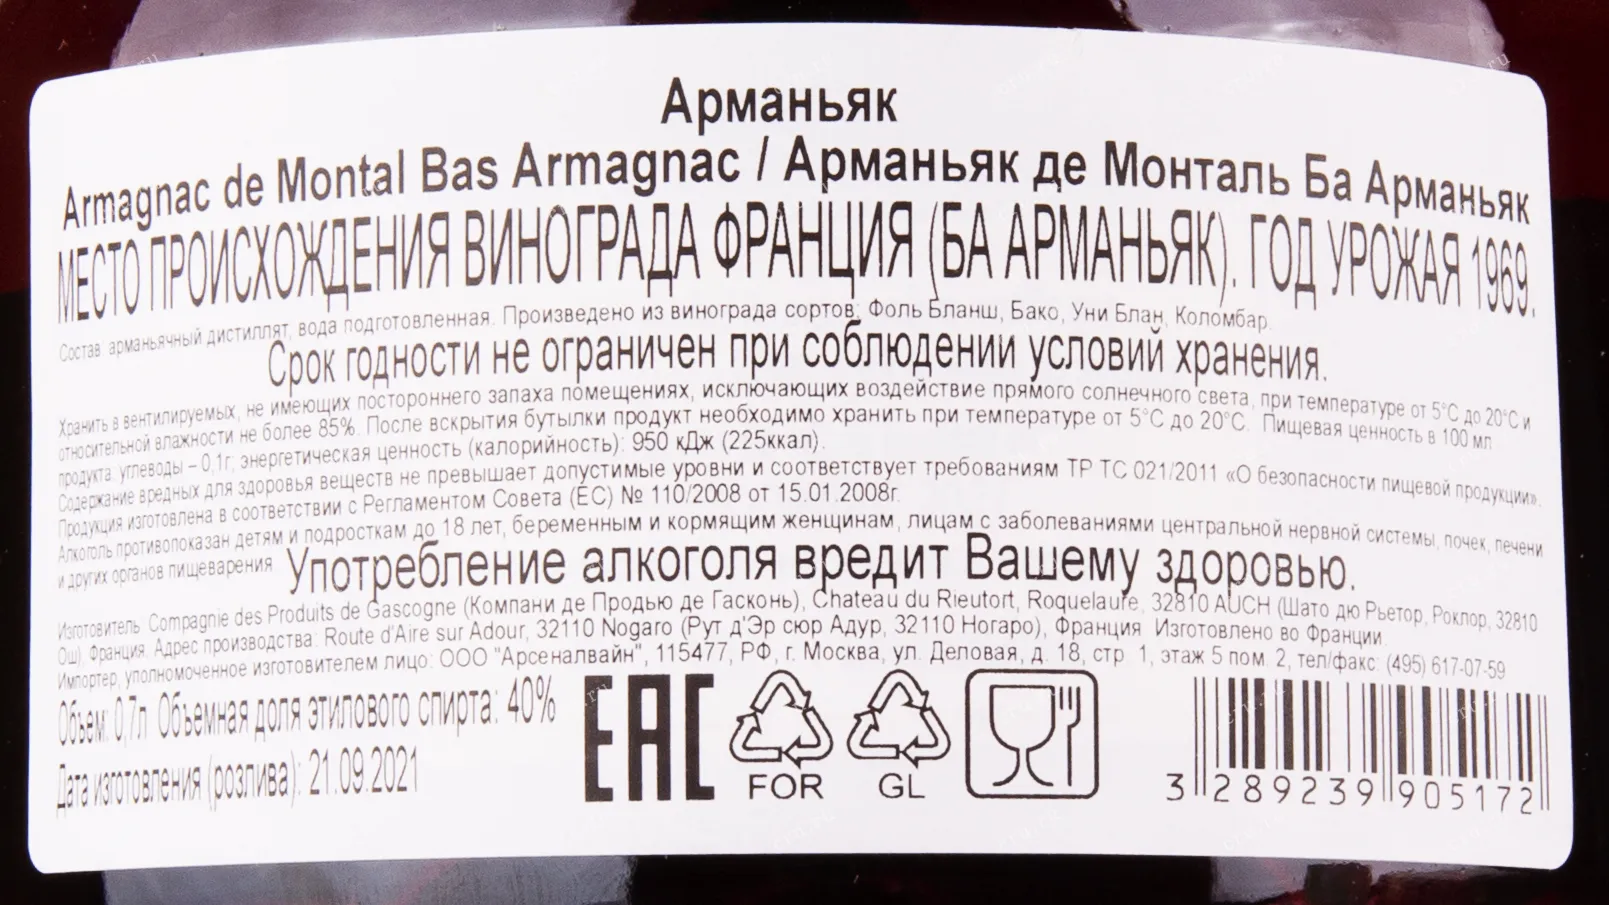 Арманьяк
Armagnac de Montal Bas Armagnac / Арманьяк де Монталь Ба Арманьяк
МЕСТО ПРОИСХОЖДЕНИЯ ВИНОГРАДА ФРАНЦИЯ (БА АРМАНЬЯК). ГОД УРОЖАЯ 1969.
Состав: арманьячный дистиллят, вода подготовленная. Произведено из винограда сортов: Фоль Бланш, Бако, Уни Блан, Коломбар.
Срок годности не ограничен при соблюдении условий хранения.
Хранить в вентилируемых, не имеющих постороннего запаха помещениях, исключающих воздействие прямого солнечного света, при температуре от 5°С до 20°С и
относительной влажности не более 85%. После вскрытия бутылки продукт необходимо хранить при температуре от 5°С до 20°С. Пищевая ценность в 100 мл
продукта: углеводы – 0,1г; энергетическая ценность (калорийность): 950 кДж (225ккал).
Содержание вредных для здоровья веществ не превышает допустимые уровни и соответствует требованиям ТР ТС 021/2011 «О безопасности пищевой продукции».
Продукция изготовлена в соответствии с Регламентом Совета (ЕС) № 110/2008 от 15.01.2008г.
Алкоголь противопоказан детям и подросткам до 18 лет, беременным и кормящим женщинам, лицам с заболеваниями центральной нервной системы, почек, печени
и других органов пищеварения. Употребление алкоголя вредит Вашему здоровью.
Изготовитель: Compagnie des Produits de Gascogne (Компани де Продью де Гасконь), Chateau du Rieutort, Roquelaure, 32810 AUCH (Шато дю Рьетор, Роклор, 32810
Ош), Франция. Адрес производства: Route d'Aire sur Adour, 32110 Nogaro (Рут д'Эр сюр Адур, 32110 Ногаро), Франция. Изготовлено во Франции.
Импортер, уполномоченное изготовителем лицо: ООО "Арсеналвайн", 115477, РФ, г. Москва, ул. Деловая, д. 18, стр. 1, этаж 5 пом. 2, тел/факс: (495) 617-07-59
Объем: 0,7л Объемная доля этилового спирта: 40%
Дата изготовления (розлива): 21.09.2021
EAC
FOR
GL
3 289239 905172